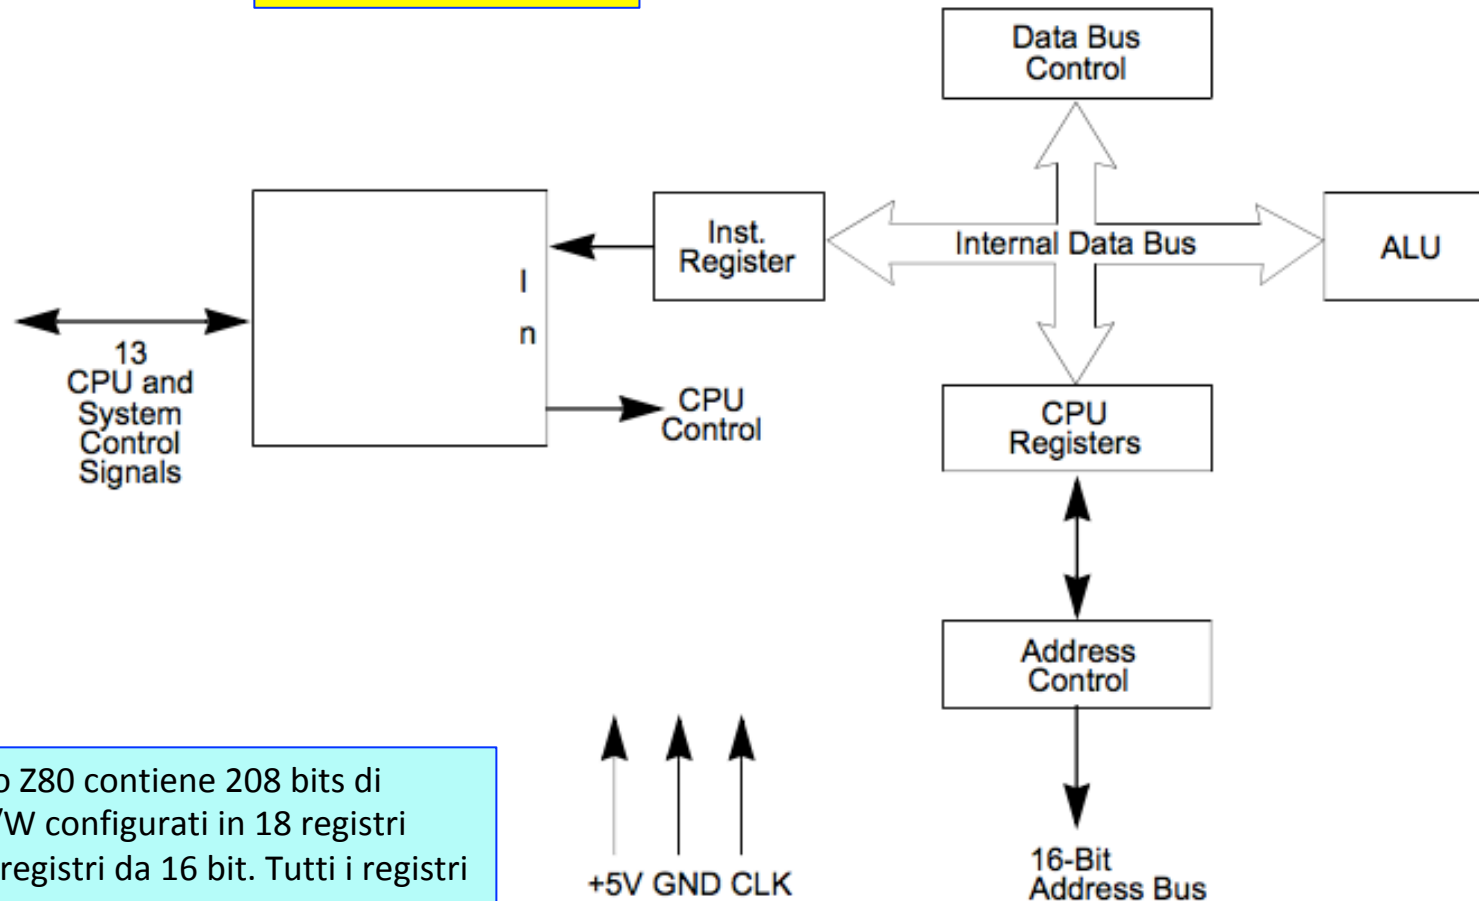 Data Bus
Control
Inst.
Register
Internal Data Bus
ALU
I
n
13
CPU and
System
Control
Signals
CPU
Control
CPU
Registers
Address
Control
16-Bit
Address Bus
+5V GND CLK
o Z80 contiene 208 bits di
/W configurati in 18 registri
registri da 16 bit. Tutti i registri